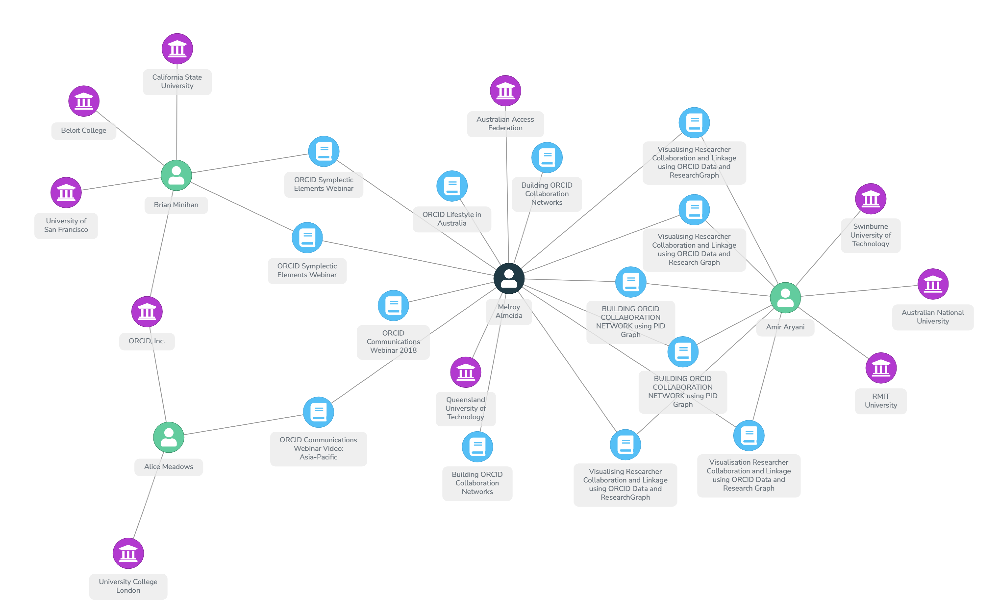 California State
University
Beloit College
Australian Access
Federation
Visualising Researcher
Collaboration and Linkage
using ORCID Data and
ResearchGraph
ORCID Symplectic
Elements Webinar
Building ORCID
Collaboration
Networks
Brian Minihan
ORCID Lifestyle in
Australia
University of
San Francisco
Swinburne
University of
Technology
Visualising Researcher
Collaboration and Linkage
using ORCID Data and
Research Graph
ORCID Symplectic
Elements Webinar
Melroy
Almeida
BUILDING ORCID
COLLABORATION
NETWORK using PID
Graph
Amir Aryani
Australian National
University
ORCID, Inc.
ORCID
Communications
Webinar 2018
BUILDING ORCID
COLLABORATION
NETWORK using PID
Graph
RMIT
University
Queensland
University of
Technology
ORCID Communications
Webinar Video:
Asia-Pacific
Alice Meadows
Building ORCID
Collaboration
Networks
Visualising Researcher
Collaboration and Linkage
using ORCID Data and
ResearchGraph
Visualisation Researcher
Collaboration and Linkage
using ORCID Data and
Research Graph
University College
London